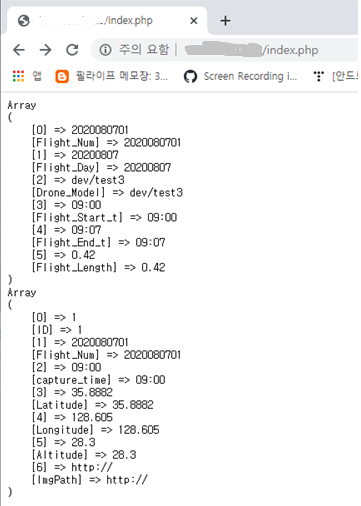 /index.php
주의 요함
/index.php
앱
필라이프 메모장: 3...
Screen Recording i...
[안드로
Array
(
[0] => 2020080701
[Flight_Num] => 2020080701
[1] => 20200807
[Flight_Day] => 20200807
[2] => dev/test3
[Drone_Model] => dev/test3
[3] => 09:00
[Flight_Start_t] => 09:00
[4] => 09:07
[Flight_End_t] => 09:07
[5] => 0.42
[Flight_Length] => 0.42
)
Array
(
[0] => 1
[ID] => 1
[1] => 2020080701
[Flight_Num] => 2020080701
[2] => 09:00
[capture_time] => 09:00
[3] => 35.8882
[Latitude] => 35.8882
[4] => 128.605
[Longitude] => 128.605
[5] => 28.3
[Altitude] => 28.3
[6] => http://
[ImgPath] => http://
)